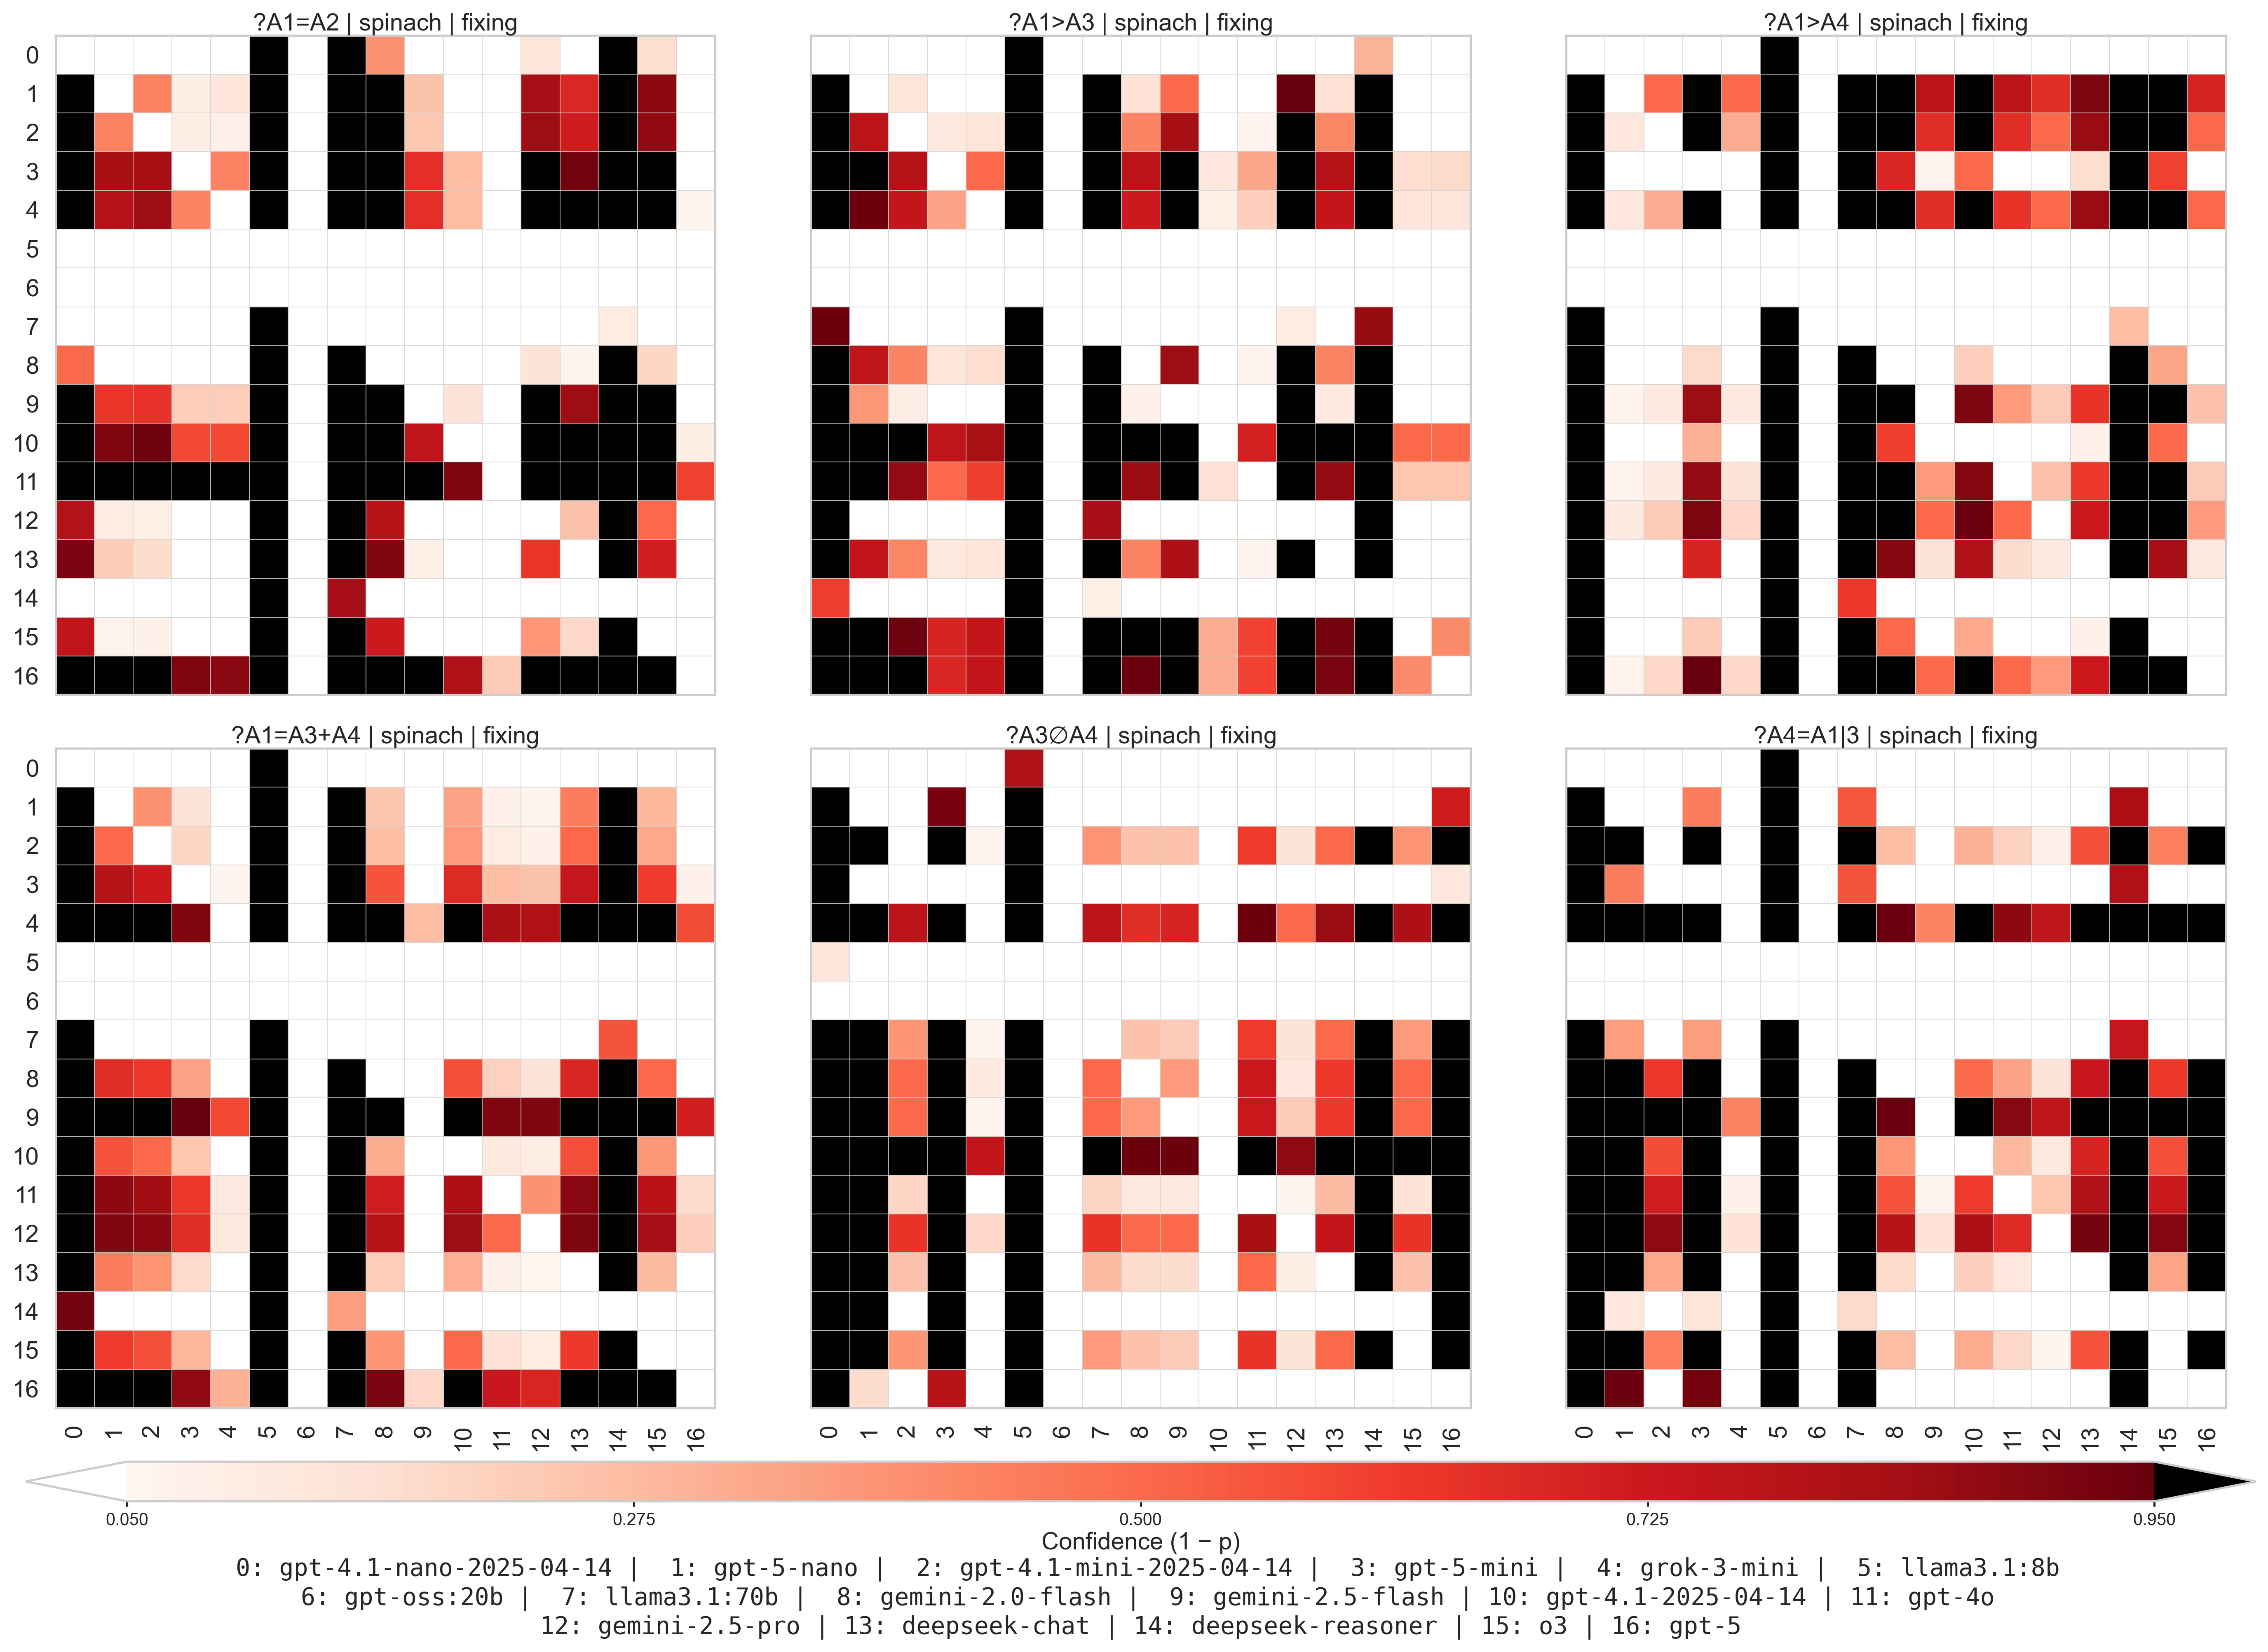 ?A1=A2 | spinach | fixing
?A1>A3 | spinach | fixing
?A1>A4 | spinach | fixing
0
1
2
3
4
5
6
7
8
9
10
11
12
13
14
15
16
?A1=A3+A4 | spinach | fixing
?A3∅A4 | spinach | fixing
?A4=A1|3 | spinach | fixing
0
1
2
3
4
5
6
7
8
9
10
11
12
13
14
15
16
0 1 2 3 4 5 6 7 8 9 10 11 12 13 14 15 16
0 1 2 3 4 5 6 7 8 9 10 11 12 13 14 15 16
0 1 2 3 4 5 6 7 8 9 10 11 12 13 14 15 16
0.050 0.275 0.500 0.725 0.950
Confidence (1 − p)
0: gpt-4.1-nano-2025-04-14 | 1: gpt-5-nano | 2: gpt-4.1-mini-2025-04-14 | 3: gpt-5-mini | 4: grok-3-mini | 5: llama3.1:8b
6: gpt-oss:20b | 7: llama3.1:70b | 8: gemini-2.0-flash | 9: gemini-2.5-flash | 10: gpt-4.1-2025-04-14 | 11: gpt-4o
12: gemini-2.5-pro | 13: deepseek-chat | 14: deepseek-reasoner | 15: o3 | 16: gpt-5